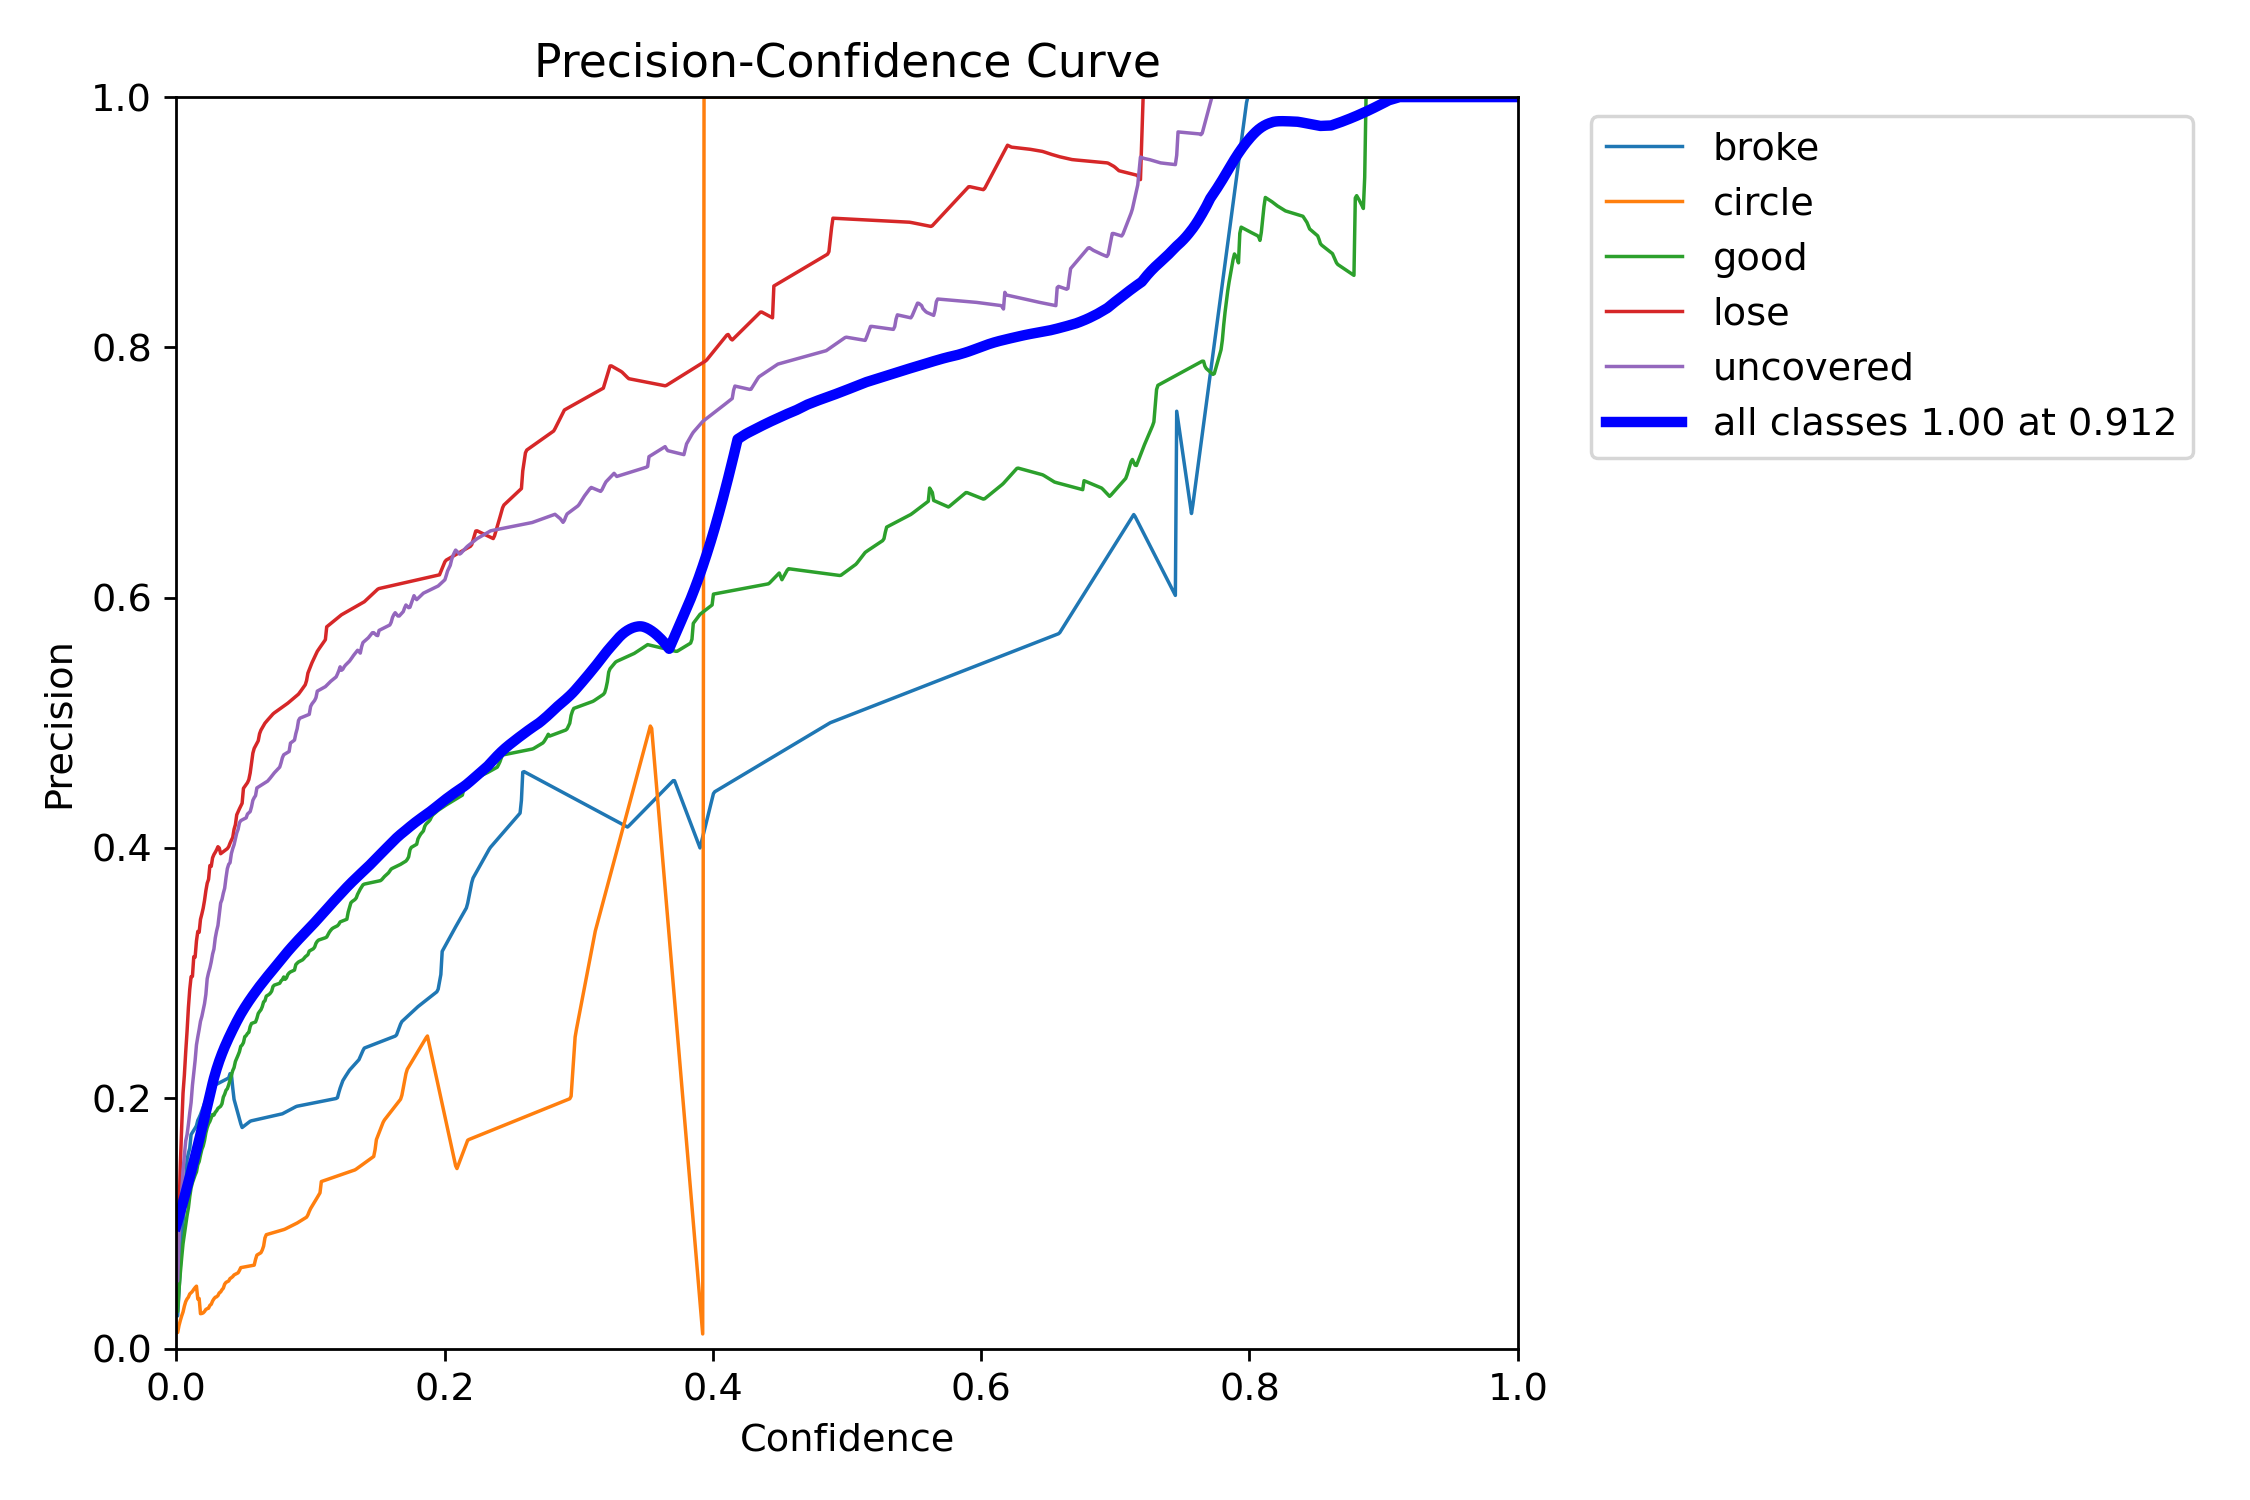 Precision-Confidence Curve
1.0
0.8
0.6
0.4
0.2
0.0
Precision
0.0 0.2 0.4 0.6 0.8 1.0
Confidence
broke
circle
good
lose
uncovered
all classes 1.00 at 0.912